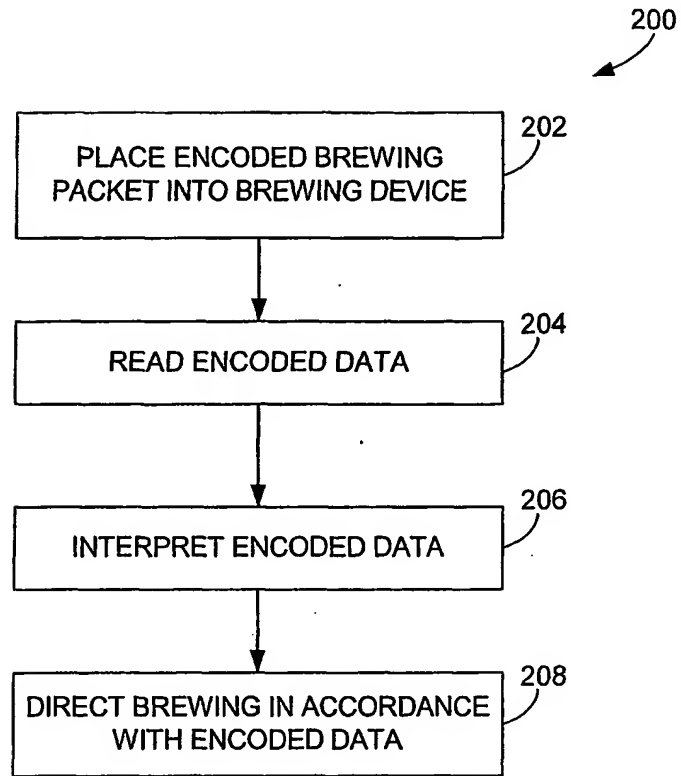 200
202
PLACE ENCODED BREWING
PACKET INTO BREWING DEVICE
204
READ ENCODED DATA
206
INTERPRET ENCODED DATA
208
DIRECT BREWING IN ACCORDANCE
WITH ENCODED DATA